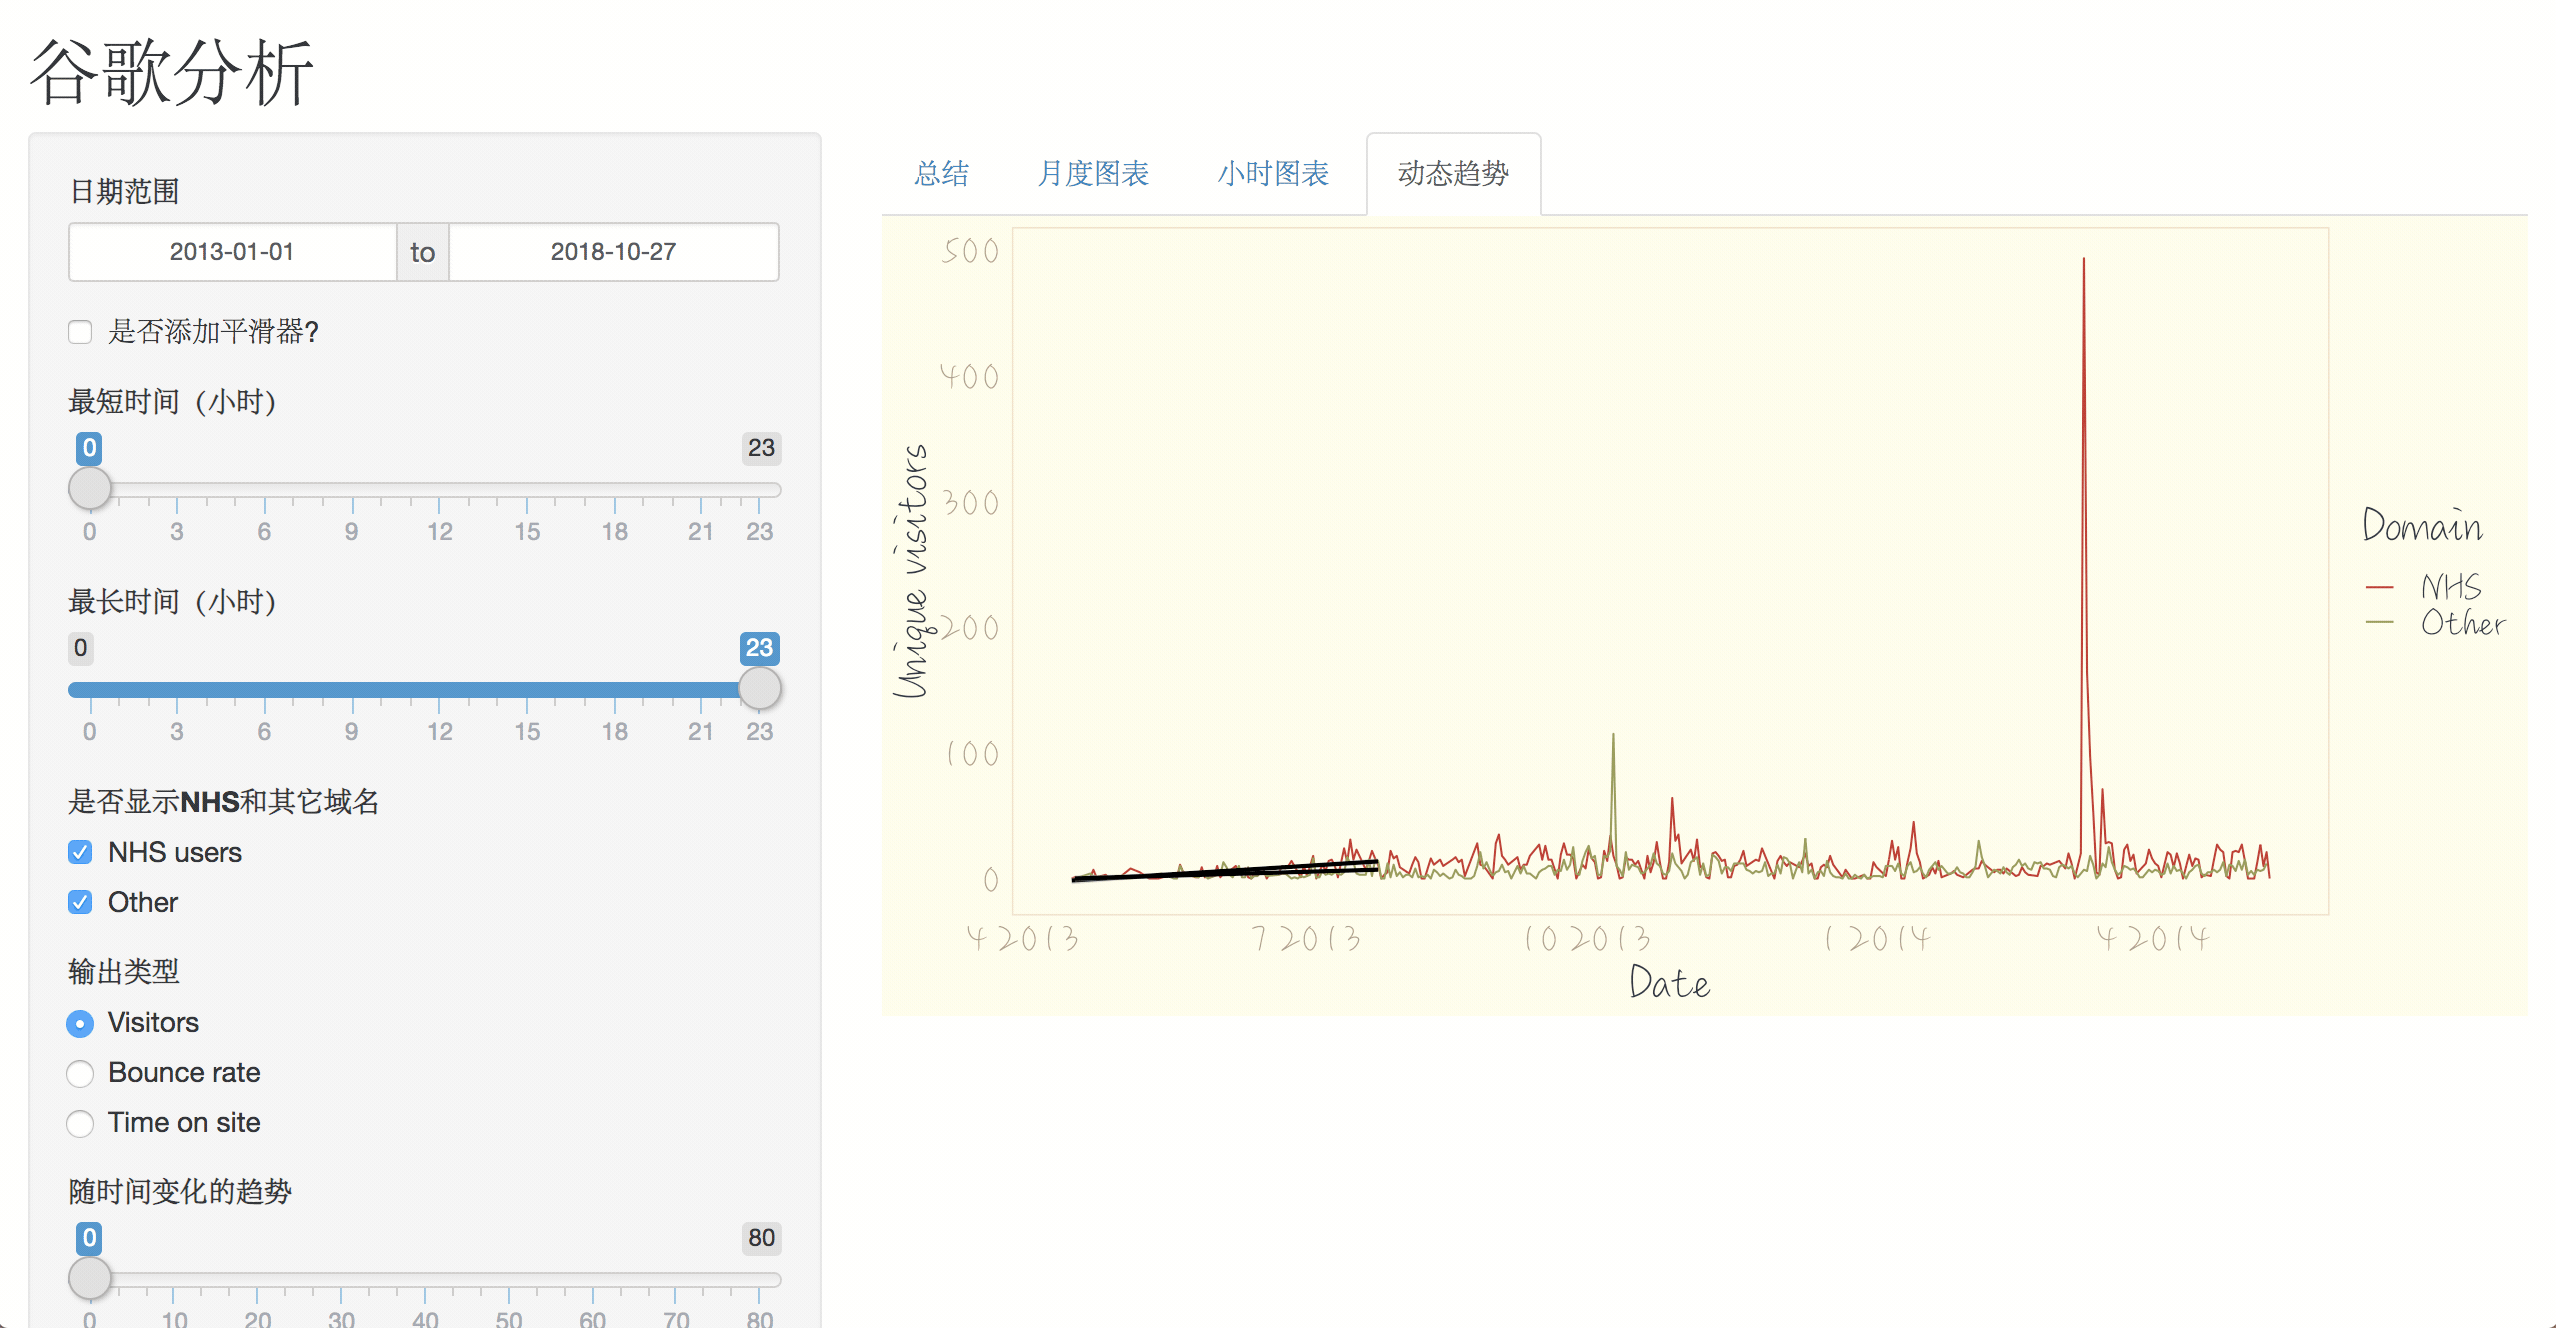 谷歌分析
日期范围
2013-01-01 to 2018-10-27
是否添加平滑器?
最短时间（小时）
0 23
0 3 6 9 12 15 18 21 23
最长时间（小时）
0 23
0 3 6 9 12 15 18 21 23
是否显示NHS和其它域名
NHS users
Other
输出类型
Visitors
Bounce rate
Time on site
随时间变化的趋势
0 80
0 10 20 30 40 50 60 70 80
总结 月度图表 小时图表 动态趋势
Unique visitors
500
400
300
200
100
0
4 2013 7 2013 10 2013 1 2014 4 2014
Date
Domain
NHS
Other